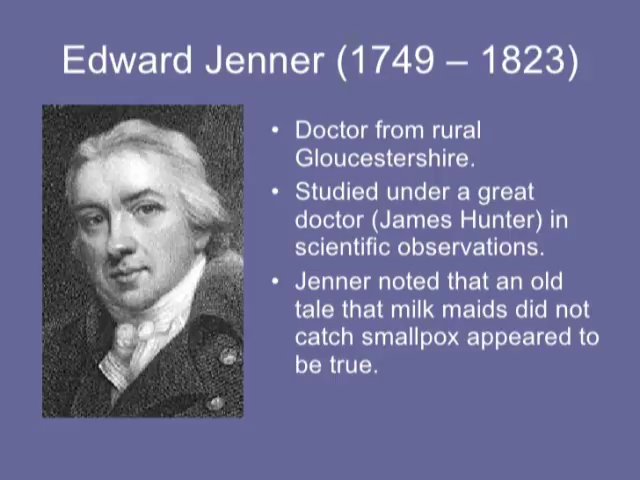 Edward Jenner (1749 – 1823)
• Doctor from rural
Gloucestershire.
• Studied under a great
doctor (James Hunter) in
scientific observations.
• Jenner noted that an old
tale that milk maids did not
catch smallpox appeared to
be true.